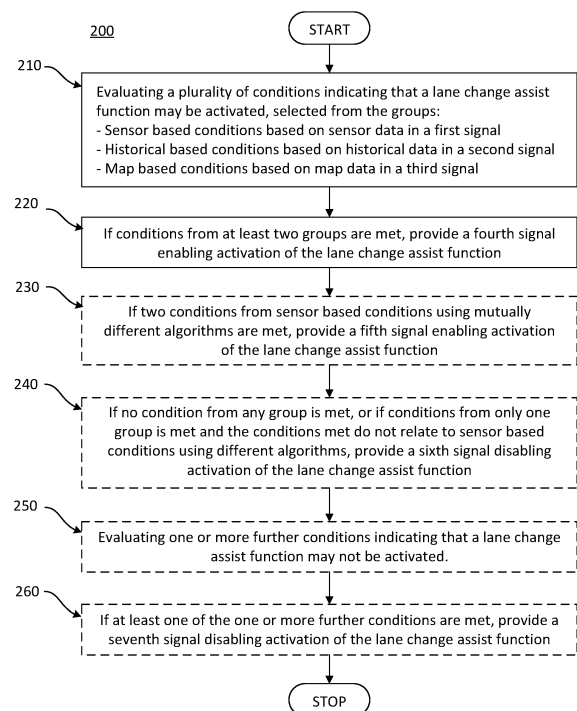 200
START
210
Evaluating a plurality of conditions indicating that a lane change assist
function may be activated, selected from the groups:
- Sensor based conditions based on sensor data in a first signal
- Historical based conditions based on historical data in a second signal
- Map based conditions based on map data in a third signal
220
If conditions from at least two groups are met, provide a fourth signal
enabling activation of the lane change assist function
230
If two conditions from sensor based conditions using mutually
different algorithms are met, provide a fifth signal enabling activation
of the lane change assist function
240
If no condition from any group is met, or if conditions from only one
group is met and the conditions met do not relate to sensor based
conditions using different algorithms, provide a sixth signal disabling
activation of the lane change assist function
250
Evaluating one or more further conditions indicating that a lane change
assist function may not be activated.
260
If at least one of the one or more further conditions are met, provide a
seventh signal disabling activation of the lane change assist function
STOP